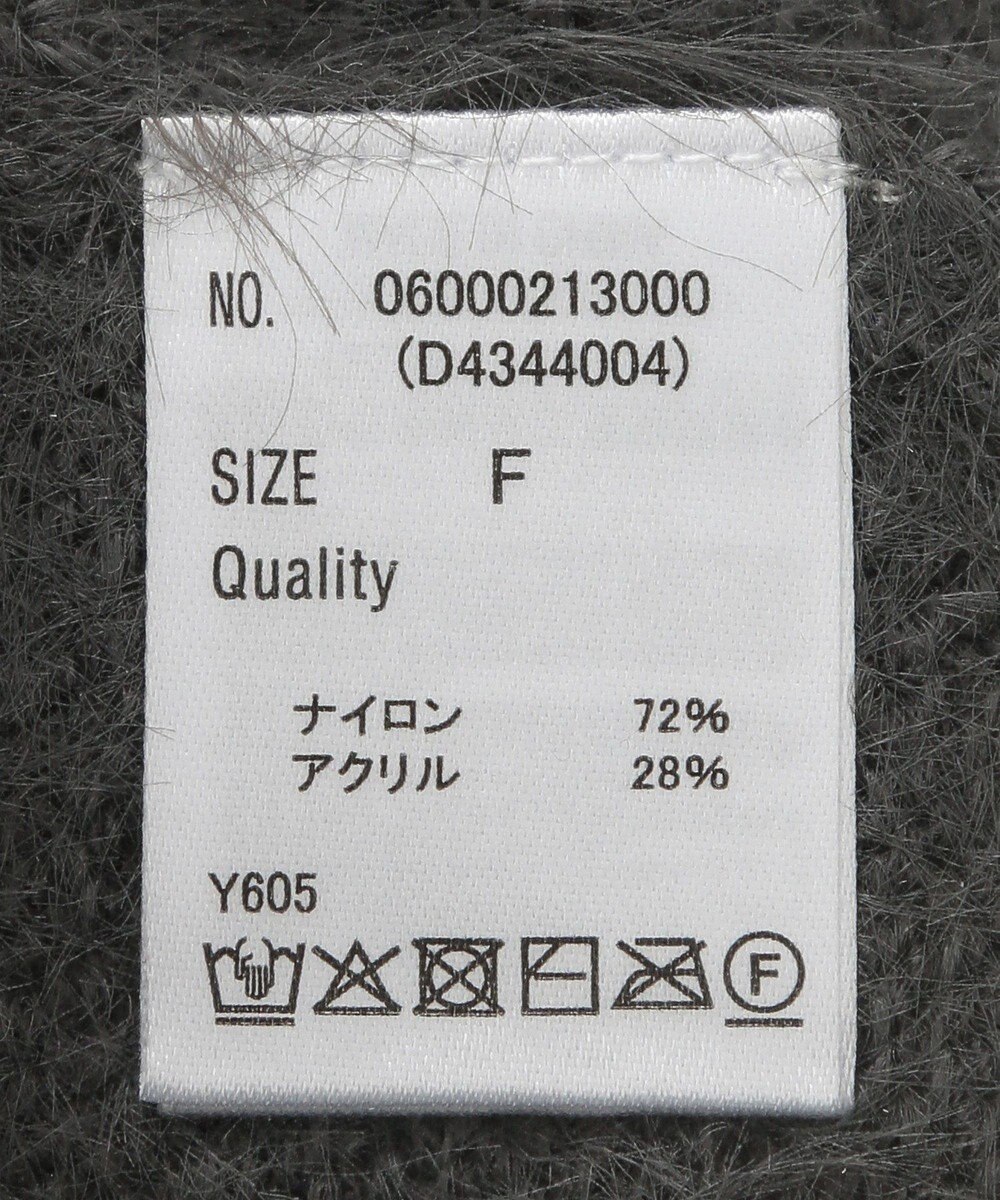 NO. 06000213000
(D4344004)
SIZE F
Quality
ナイロン 72%
アクリル 28%
Y605
F